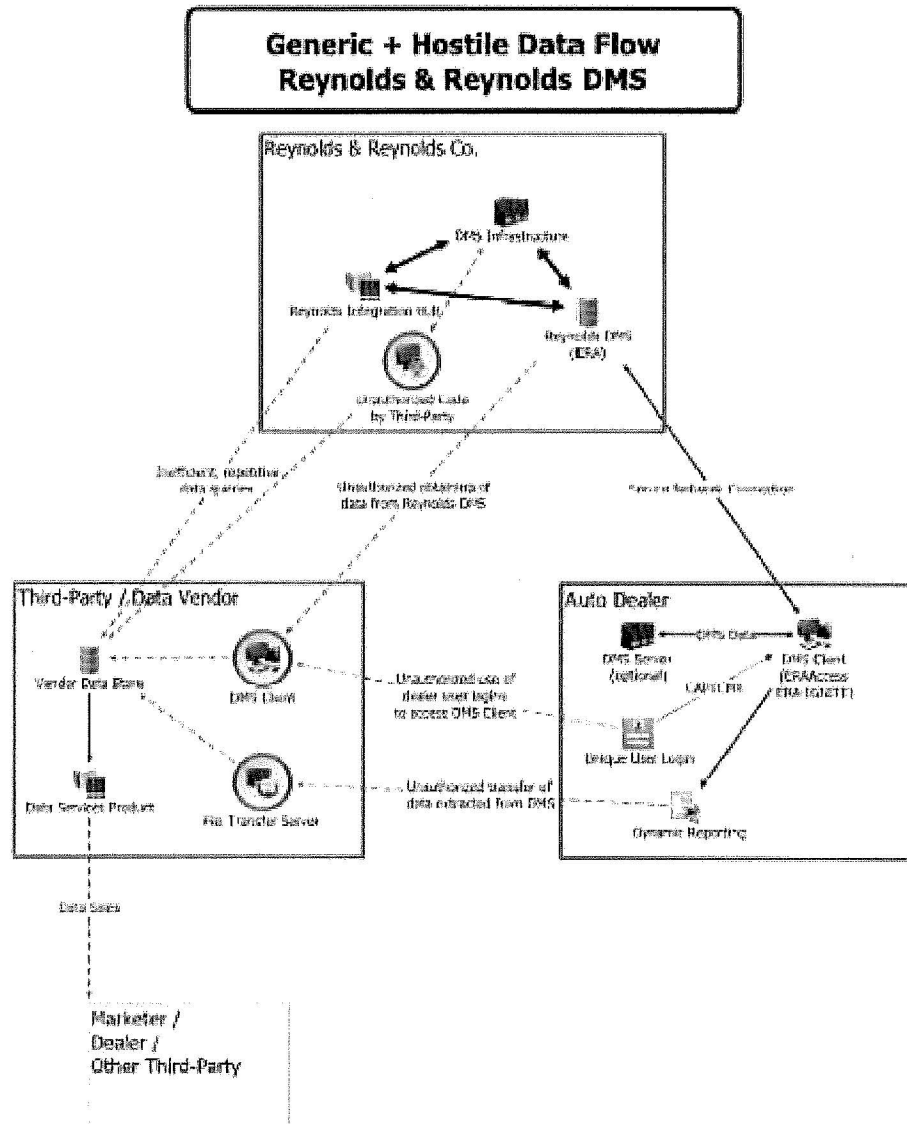 Generic + Hostile Data Flow
Reynolds & Reynolds DMS
Reynolds & Reynolds Co.
DMS Infrastructure
Reynolds Integration Hub
Reynolds DMS
(ERA)
Unauthorized Code
by Third-Party
Inefficient, repetitive
data queries
Unauthorized obtaining of
data from Reynolds DMS
Secure Network Connection
Third-Party / Data Vendor
Vendor Data Store
DMS Client
Data Services Product
File Transfer Server
Unauthorized use of
dealer user logins
to access DMS Client
Unauthorized transfer of
data extracted from DMS
Auto Dealer
DMS Server
(optional)
DMS Data
DMS Client
(ERAAccess
CAPTCHA
Unique User Login
Dynamic Reporting
Data Sales
Marketer /
Dealer /
Other Third-Party